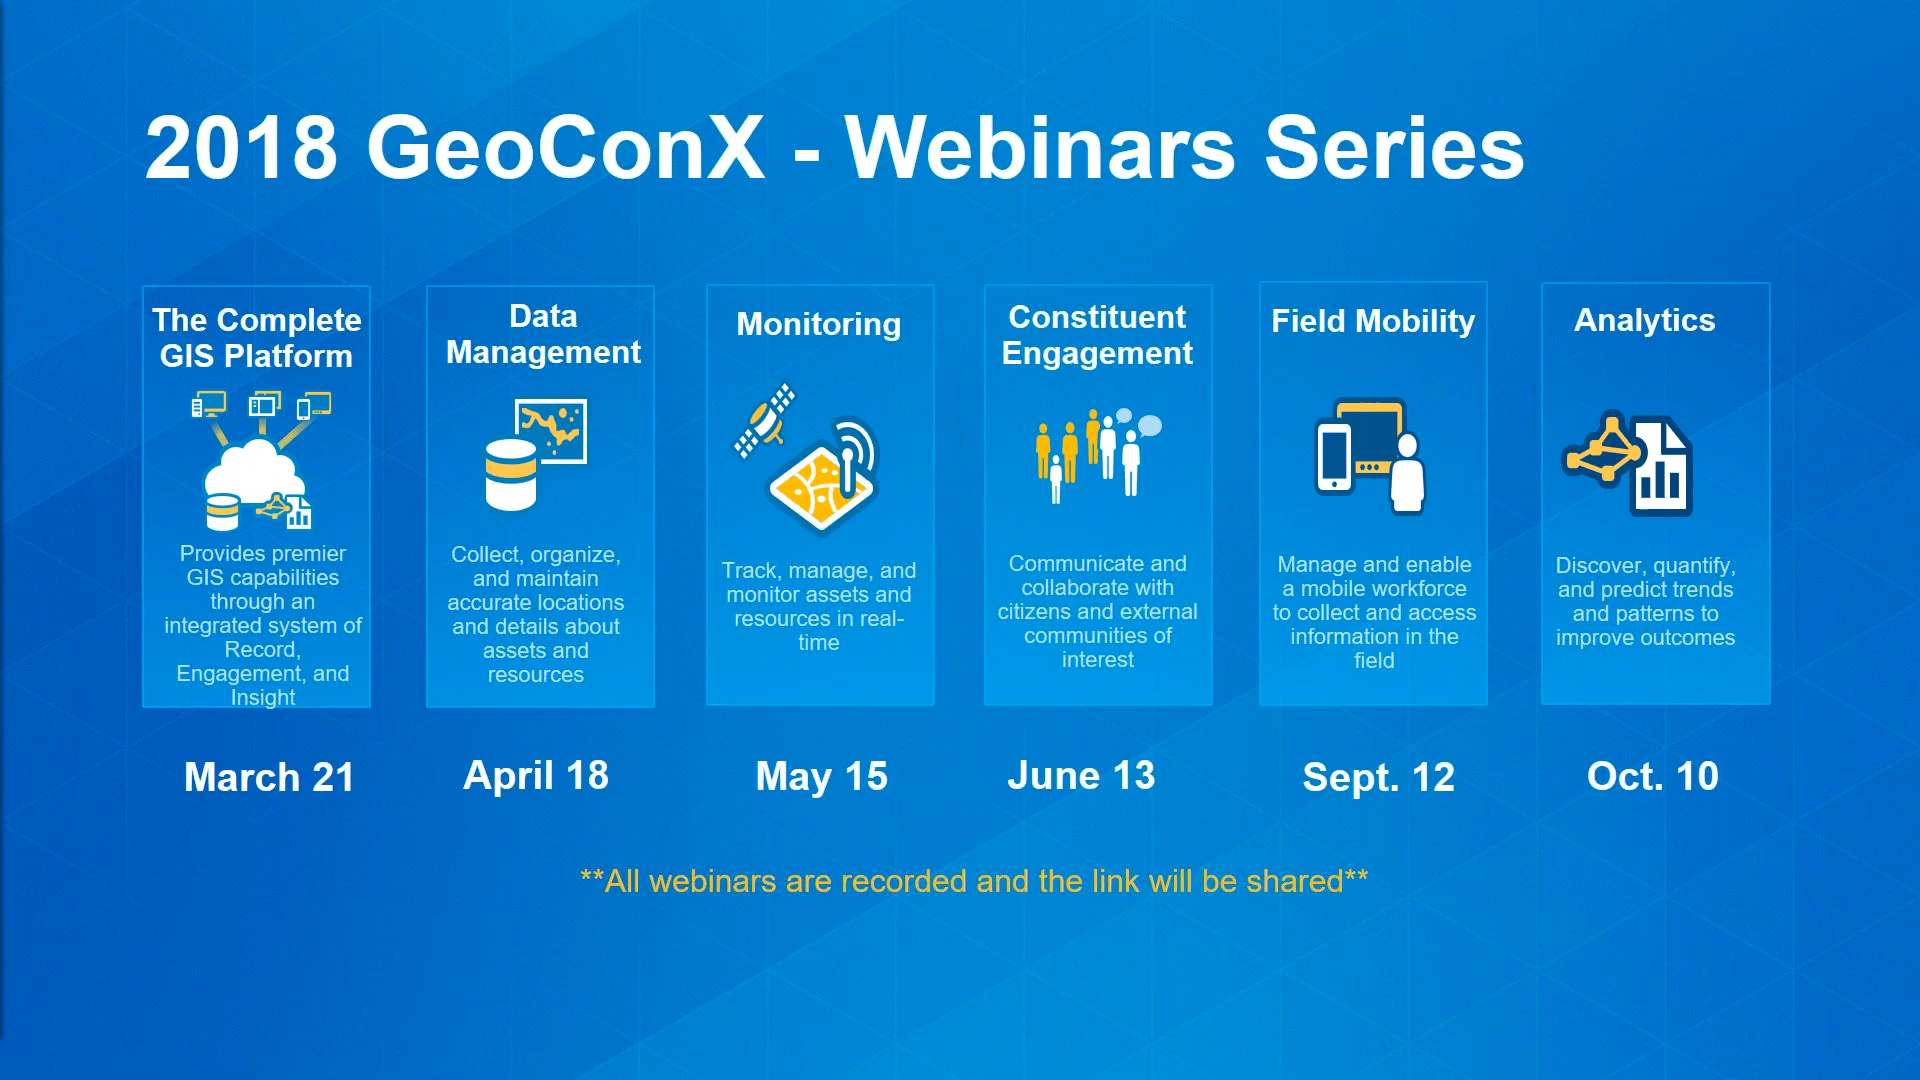 2018 GeoConX - Webinars Series
The Complete
GIS Platform
Provides premier
GIS capabilities
through an
integrated system of
Record,
Engagement, and
Insight
March 21
Data
Management
Collect, organize,
and maintain
accurate locations
and details about
assets and
resources
April 18
Monitoring
Track, manage, and
monitor assets and
resources in real-
time
May 15
Constituent
Engagement
Communicate and
collaborate with
citizens and external
communities of
interest
June 13
Field Mobility
Manage and enable
a mobile workforce
to collect and access
information in the
field
Sept. 12
Analytics
Discover, quantify,
and predict trends
and patterns to
improve outcomes
Oct. 10
**All webinars are recorded and the link will be shared**